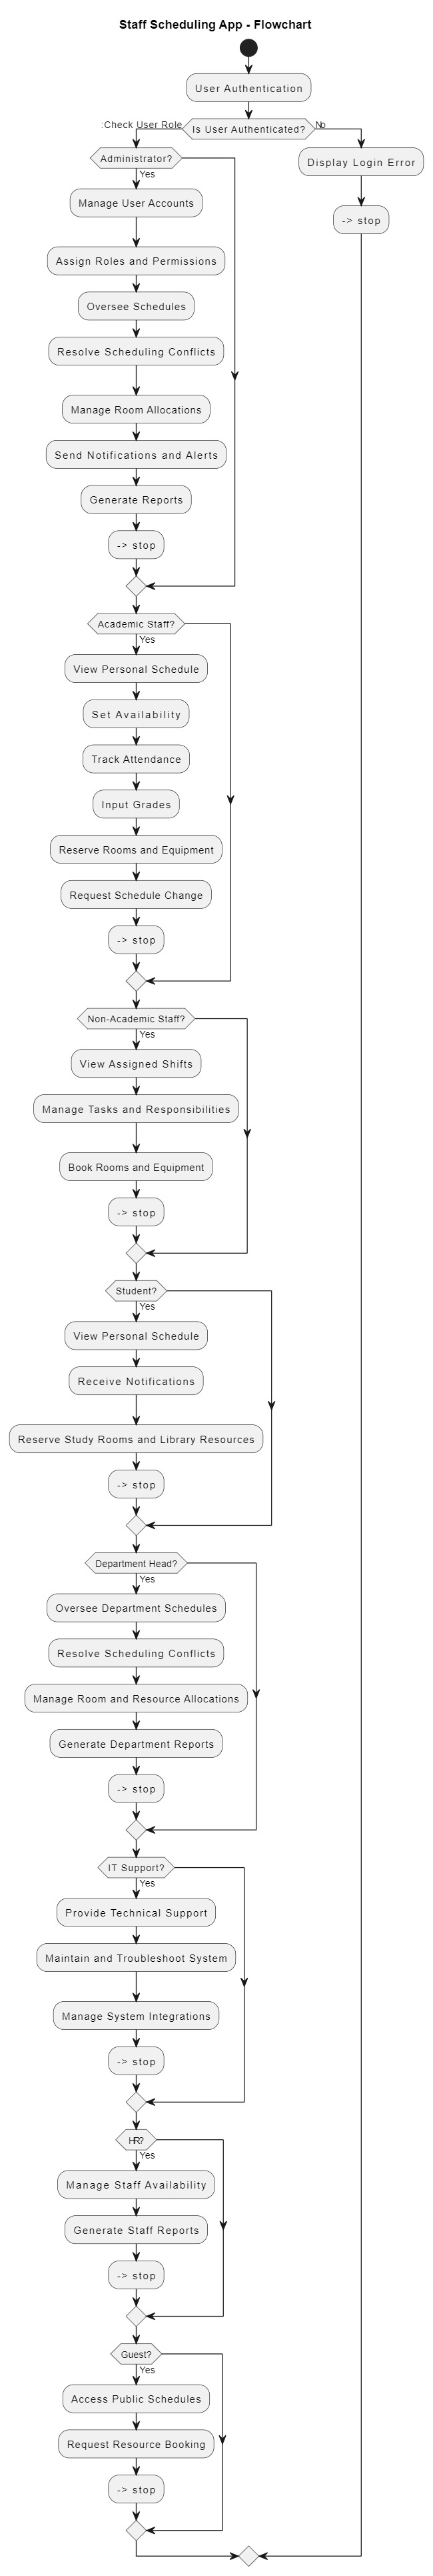 Staff Scheduling App - Flowchart
User Authentication
:Check User Role
Is User Authenticated?
No
Administrator?
Display Login Error
Yes
Manage User Accounts
-> stop
Assign Roles and Permissions
Oversee Schedules
Resolve Scheduling Conflicts
Manage Room Allocations
Send Notifications and Alerts
Generate Reports
-> stop
Academic Staff?
Yes
View Personal Schedule
Set Availability
Track Attendance
Input Grades
Reserve Rooms and Equipment
Request Schedule Change
-> stop
Non-Academic Staff?
Yes
View Assigned Shifts
Manage Tasks and Responsibilities
Book Rooms and Equipment
-> stop
Student?
Yes
View Personal Schedule
Receive Notifications
Reserve Study Rooms and Library Resources
-> stop
Department Head?
Yes
Oversee Department Schedules
Resolve Scheduling Conflicts
Manage Room and Resource Allocations
Generate Department Reports
-> stop
IT Support?
Yes
Provide Technical Support
Maintain and Troubleshoot System
Manage System Integrations
-> stop
HR?
Yes
Manage Staff Availability
Generate Staff Reports
-> stop
Guest?
Yes
Access Public Schedules
Request Resource Booking
-> stop